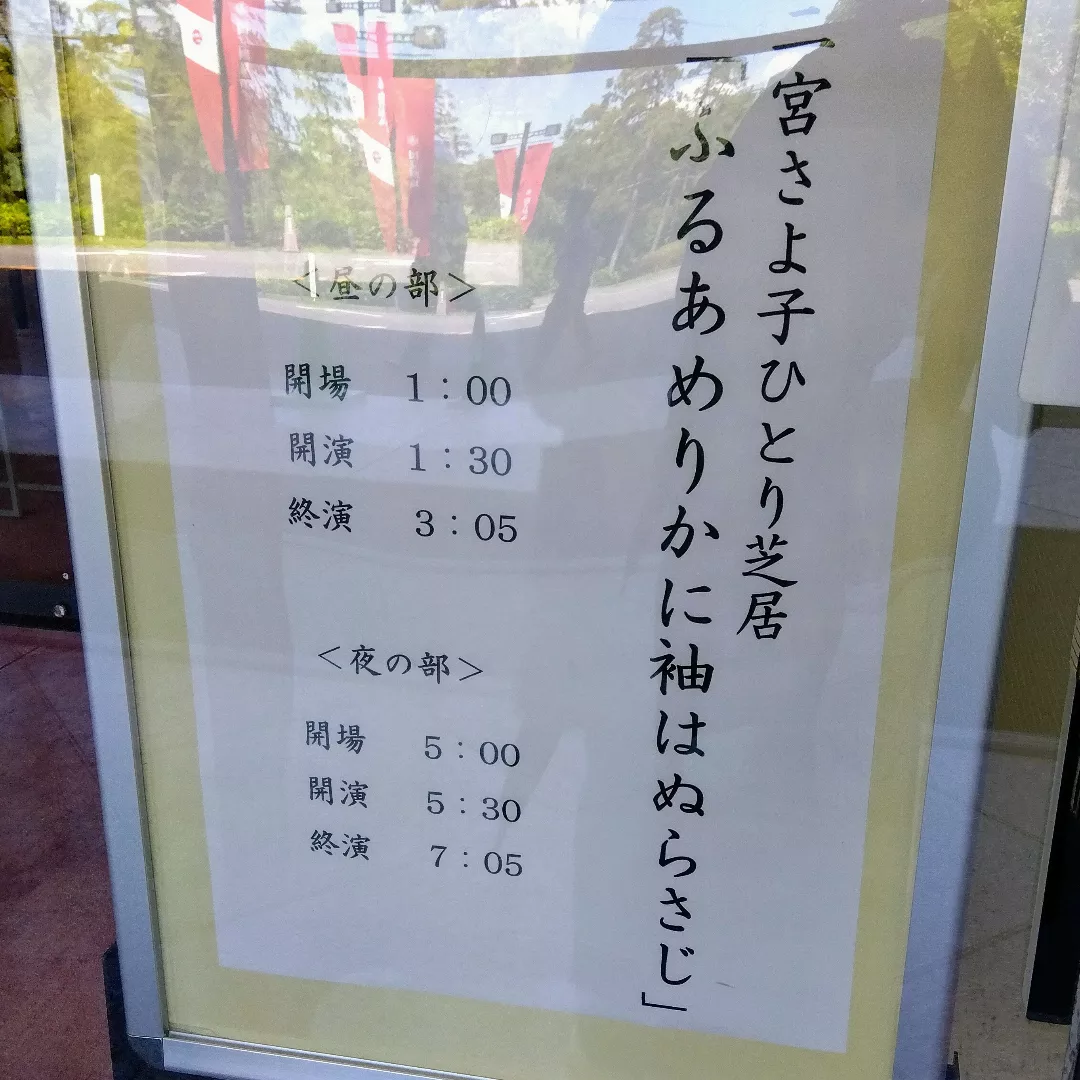 一宮さよ子ひとり芝居
「ふるあめりかに袖はぬらさじ」
＜昼の部＞
開場　1：00
開演　1：30
終演　3：05
＜夜の部＞
開場　5：00
開演　5：30
終演　7：05